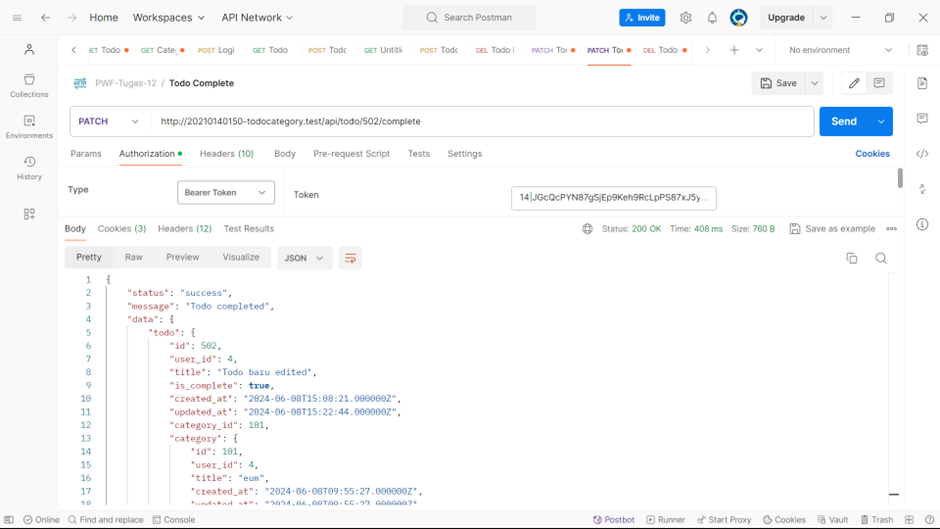 Home Workspaces API Network Search Postman Invite Upgrade
GET Todo GET Cate POST Logi GET Todo POST Todo GET Untitl POST Todo DEL Todo PATCH To PATCH To DEL Todo No environment
PWF-Tugas-12 / Todo Complete Save
Collections
Environments
History
PATCH http://20210140150-todocategory.test/api/todo/502/complete Send
Params Authorization Headers (10) Body Pre-request Script Tests Settings Cookies
Type Bearer Token Token 14|JGcQcPYN87gSjEp9Keh9RcLpPS87xJ5y...
Body Cookies (3) Headers (12) Test Results Status: 200 OK Time: 408 ms Size: 760 B Save as example
Pretty Raw Preview Visualize JSON
1 {
2 "status": "success",
3 "message": "Todo completed",
4 "data": {
5 "todo": {
6 "id": 502,
7 "user_id": 4,
8 "title": "Todo baru edited",
9 "is_complete": true,
10 "created_at": "2024-06-08T15:08:21.000000Z",
11 "updated_at": "2024-06-08T15:22:44.000000Z",
12 "category_id": 101,
13 "category": {
14 "id": 101,
15 "user_id": 4,
16 "title": "eum",
17 "created_at": "2024-06-08T09:55:27.000000Z",
18 "updated_at": "2024-06-08T09:55:27.000000Z"
Online Find and replace Console Postbot Runner Start Proxy Cookies Vault Trash